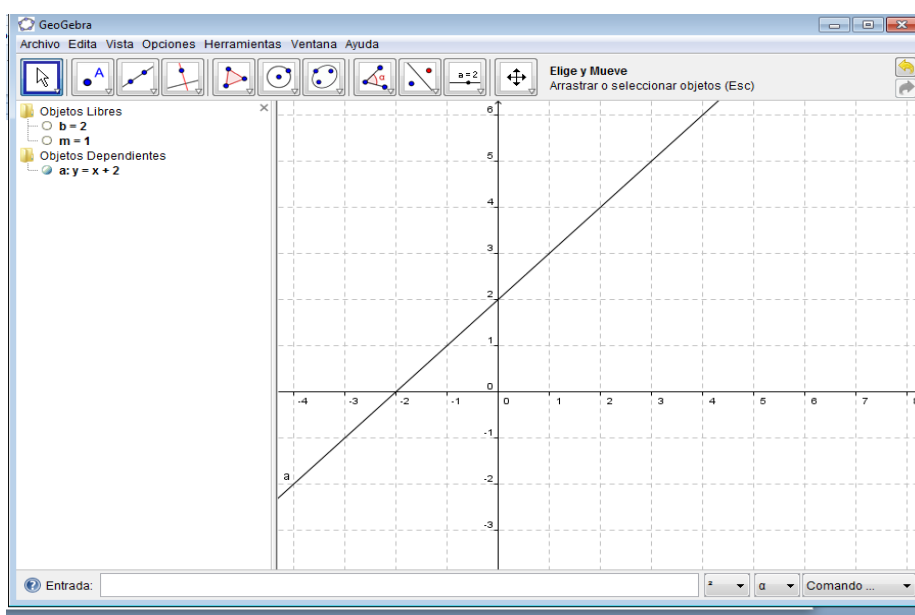 GeoGebra
Archivo Edita Vista Opciones Herramientas Ventana Ayuda
A
α
a=2
Elige y Mueve
Arrastrar o seleccionar objetos (Esc)
Objetos Libres
b = 2
m = 1
Objetos Dependientes
a: y = x + 2
6
5
4
3
2
1
0
-4 -3 -2 -1 0 1 2 3 4 5 6 7 8
-1
a
-2
-3
Entrada:
² α Comando ...